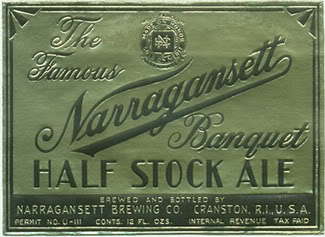 The
Famous
Narragansett
Banquet
HALF STOCK ALE
BREWED AND BOTTLED BY
NARRAGANSETT BREWING CO CRANSTON, R.I., U.S.A.
PERMIT NO. U-111 CONTS. 12 FL. OZS. INTERNAL REVENUE TAX PAID